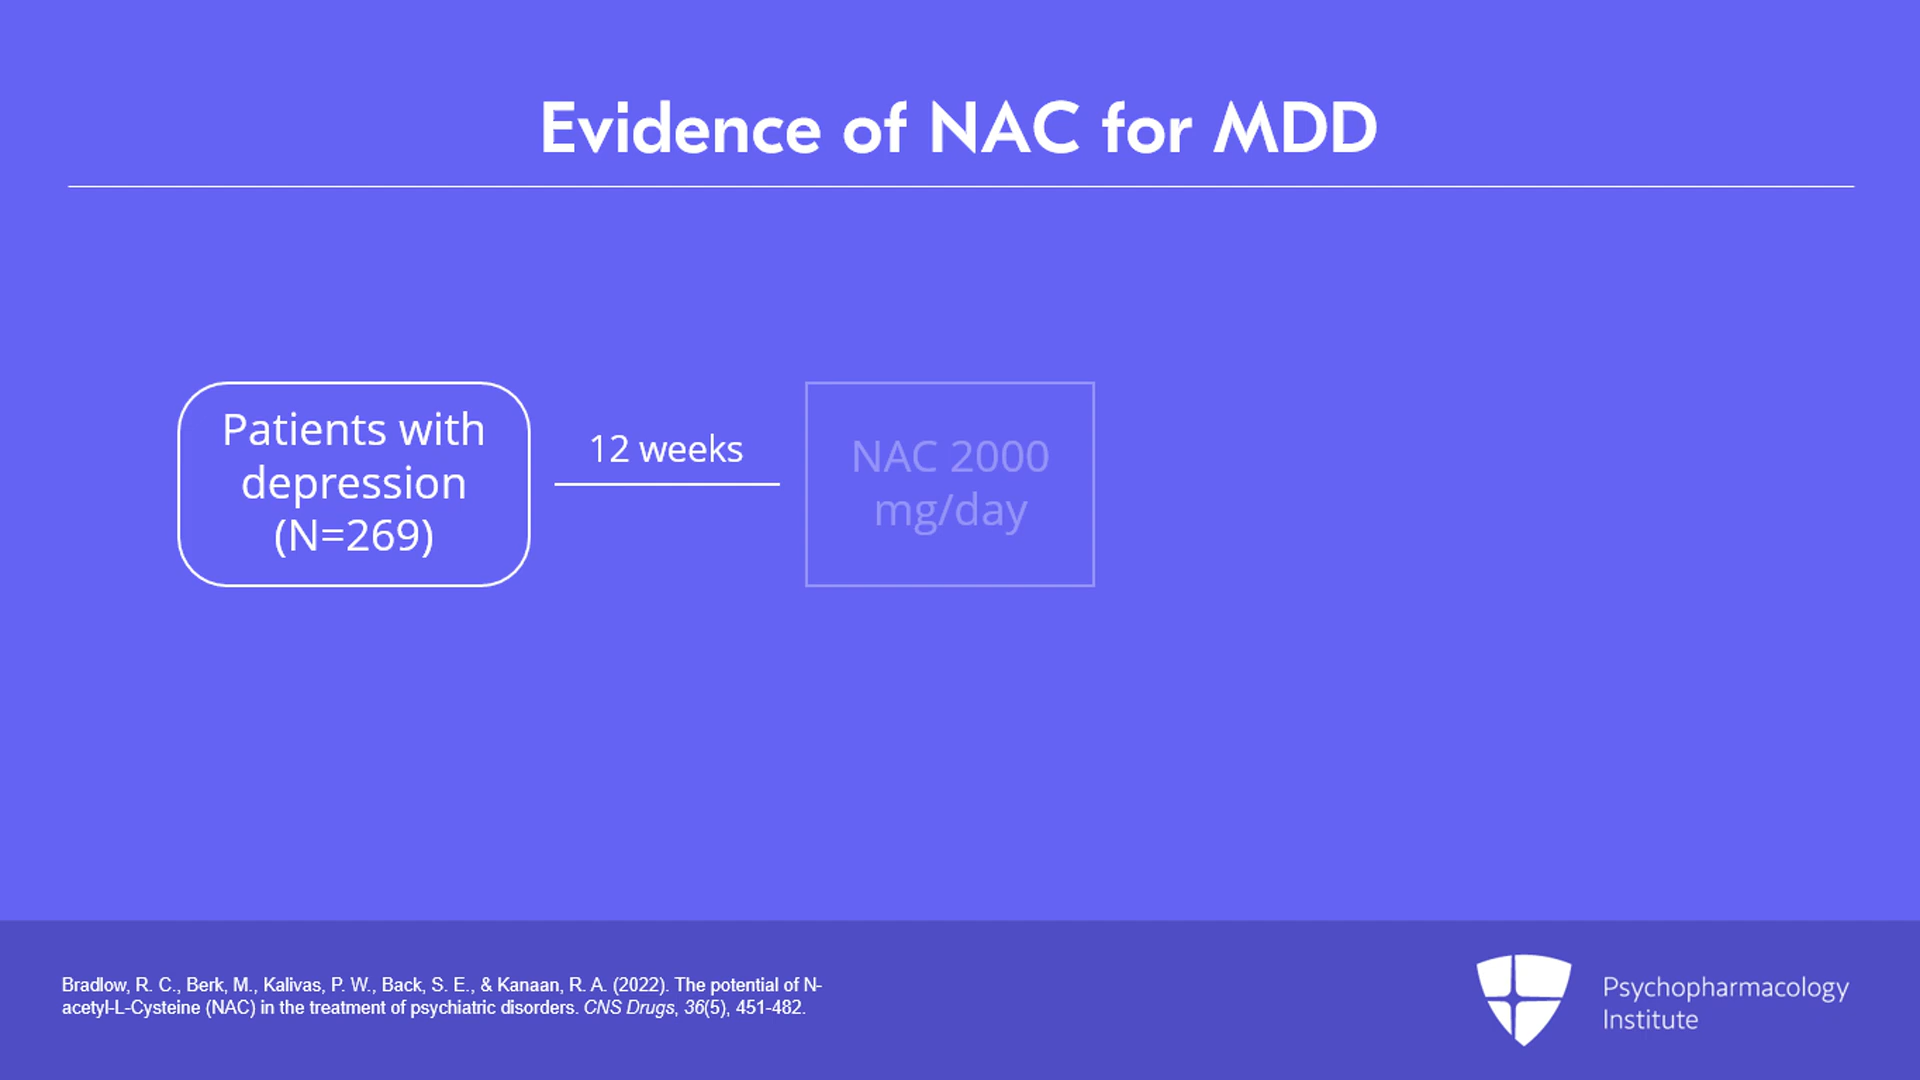 Evidence of NAC for MDD
Patients with
depression
(N=269)
12 weeks
NAC 2000
mg/day
Bradlow, R. C., Berk, M., Kalivas, P. W., Back, S. E., & Kanaan, R. A. (2022). The potential of N-
acetyl-L-Cysteine (NAC) in the treatment of psychiatric disorders. CNS Drugs, 36(5), 451-482.
Psychopharmacology
Institute